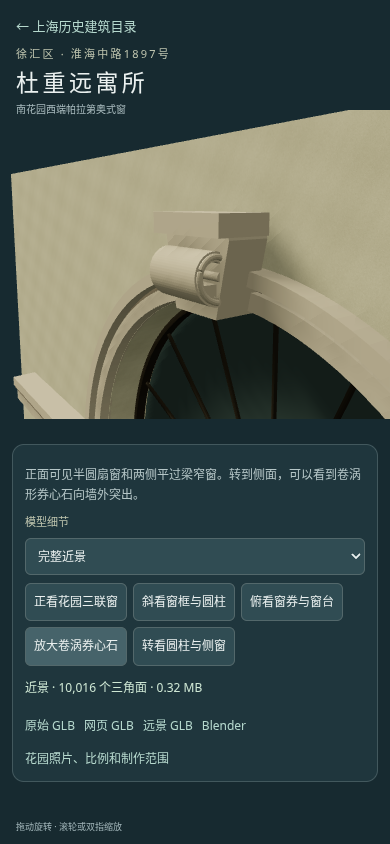 ← 上海历史建筑目录
徐汇区 · 淮海中路1897号
杜重远寓所
南花园西端帕拉第奥式窗
正面可见半圆扇窗和两侧平过梁窄窗。转到侧面，可以看到卷涡
形券心石向墙外突出。
模型细节
完整近景
正看花园三联窗 斜看窗框与圆柱 俯看窗券与窗台
放大卷涡券心石 转看圆柱与侧窗
近景 · 10,016 个三角面 · 0.32 MB
原始 GLB 网页 GLB 远景 GLB Blender
花园照片、比例和制作范围
拖动旋转 · 滚轮或双指缩放